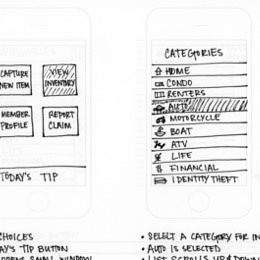 CAPTURE
NEW ITEM
VIEW
INVENTORY
MEMBER
PROFILE
REPORT
CLAIM
TODAY'S TIP
CATEGORIES
HOME
CONDO
RENTERS
AUTO
MOTORCYCLE
BOAT
ATV
LIFE
FINANCIAL
IDENTITY THEFT
CHOICES
AY'S TIP BUTTON
SMALL WINDOW
• SELECT A CATEGORY FOR IN
• AUTO IS SELECTED
• LIST SCROLLS UP & DOWN